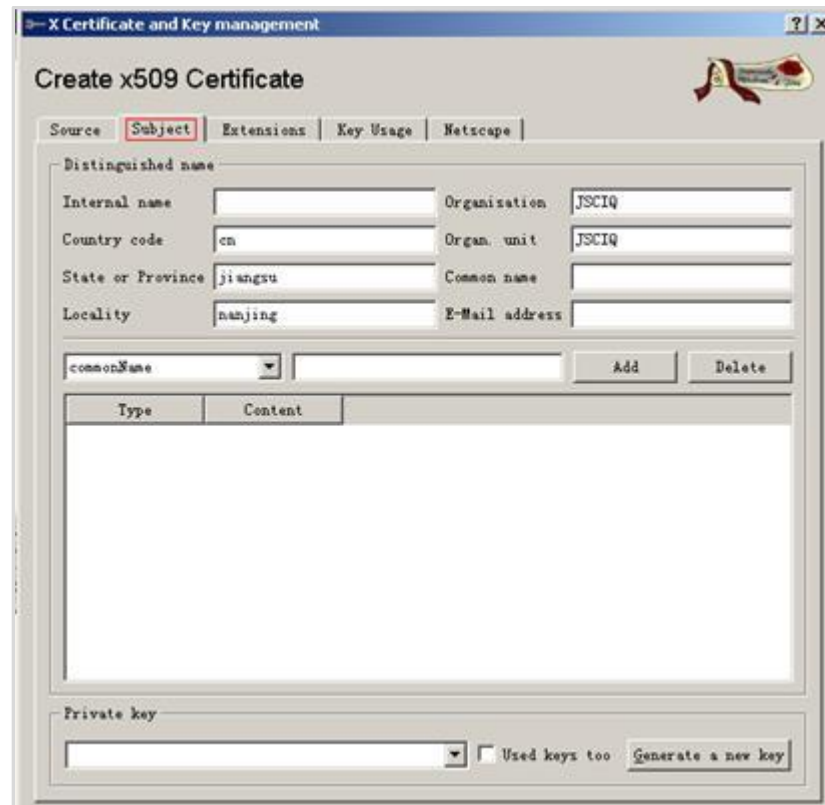 X Certificate and Key management
Create x509 Certificate
Source Subject Extensions Key Usage Netscape
Distinguished name
Internal name Organisation JSCIQ
Country code cn Organ. unit JSCIQ
State or Province jiangsu Common name
Locality nanjing E-Mail address
commonName Add Delete
Type Content
Private key
Used keys too Generate a new key